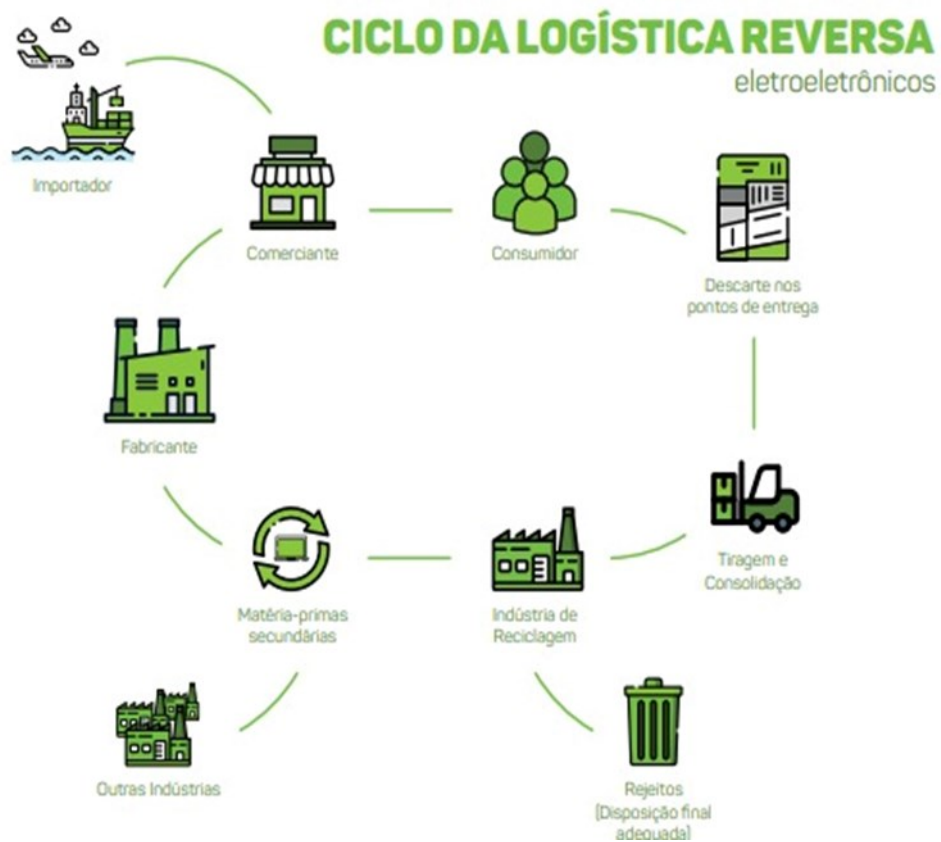 CICLO DA LOGÍSTICA REVERSA
eletroeletrônicos
Importador
Comerciante
Consumidor
Descarte nos
pontos de entrega
Fabricante
Tiragem e
Consolidação
Matéria-primas
secundárias
Indústria de
Reciclagem
Outras Indústrias
Rejeitos
(Disposição final
adequada)